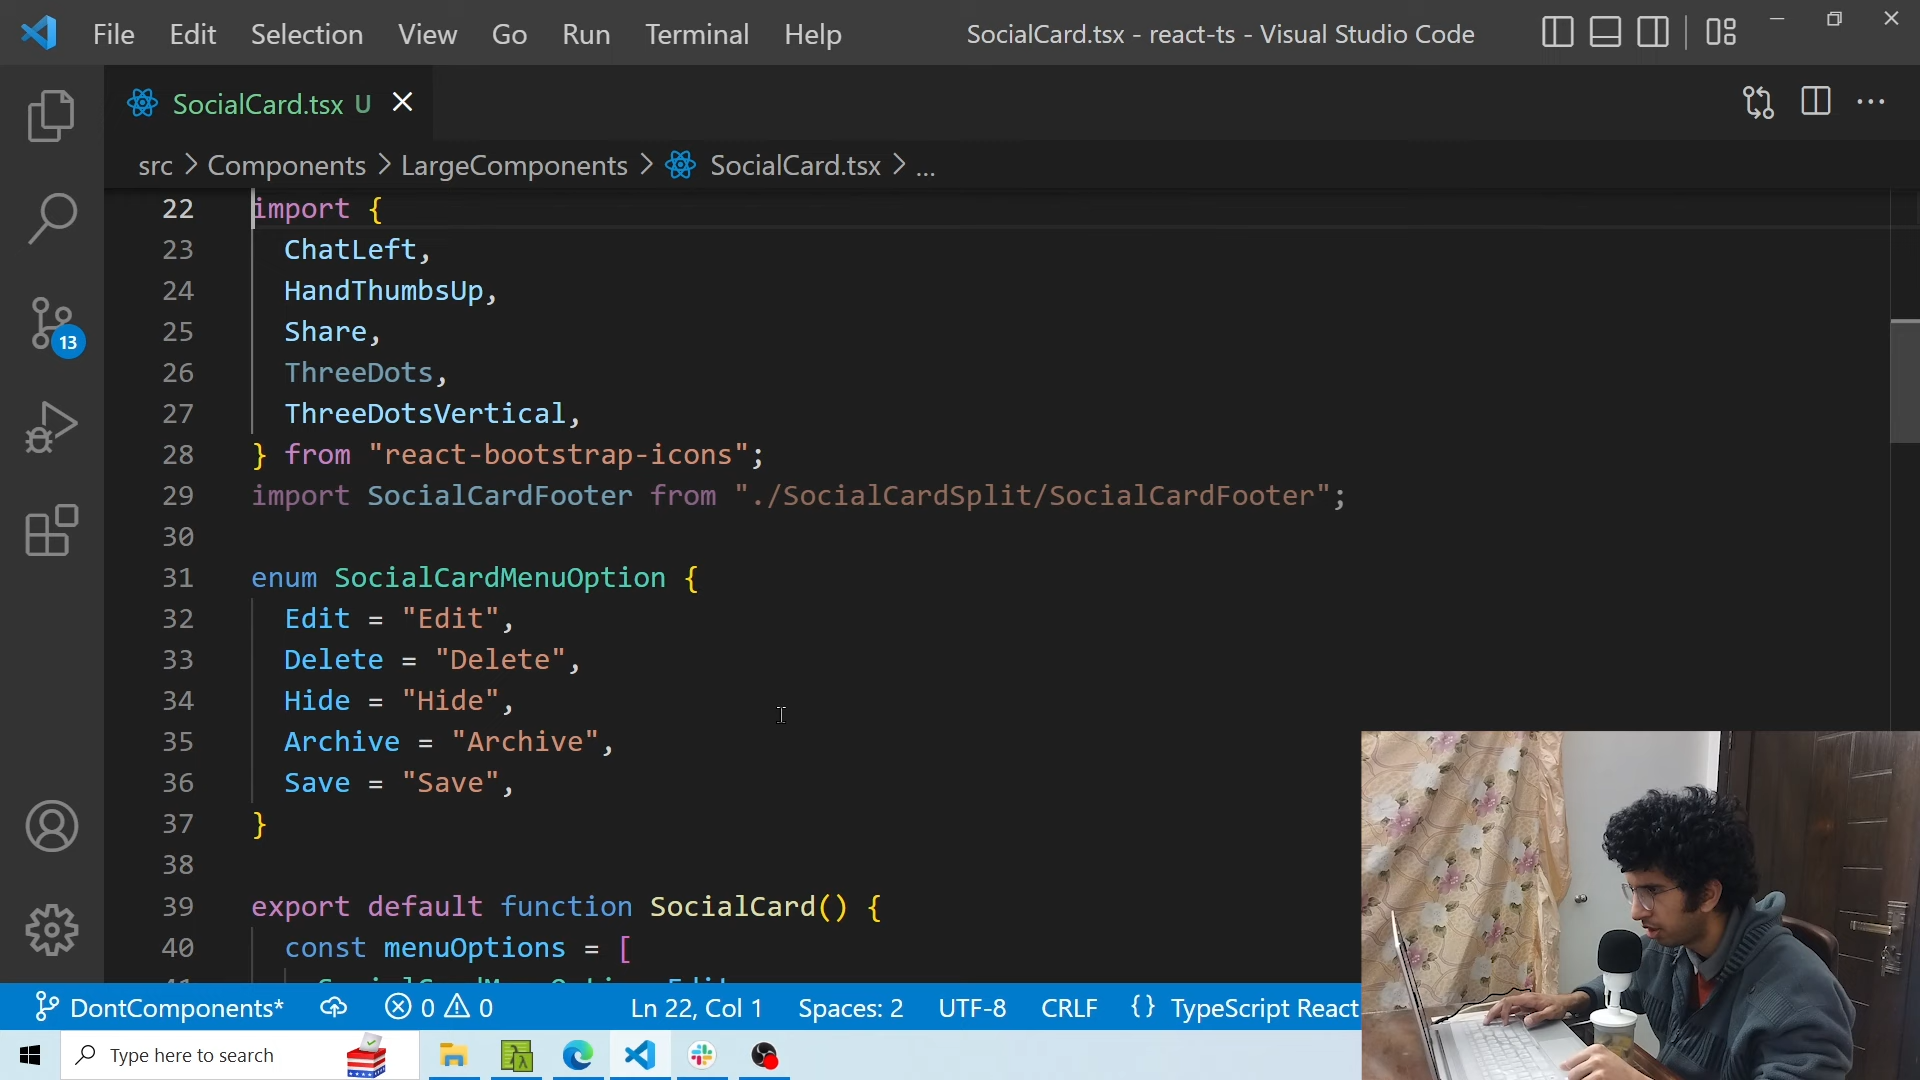 File Edit Selection View Go Run Terminal Help SocialCard.tsx - react-ts - Visual Studio Code
SocialCard.tsx U
src > Components > LargeComponents > SocialCard.tsx > ...
22 import {
23 ChatLeft,
24 HandThumbsUp,
25 Share,
26 ThreeDots,
27 ThreeDotsVertical,
28 } from "react-bootstrap-icons";
29 import SocialCardFooter from "./SocialCardSplit/SocialCardFooter";
30
31 enum SocialCardMenuOption {
32 Edit = "Edit",
33 Delete = "Delete",
34 Hide = "Hide",
35 Archive = "Archive",
36 Save = "Save",
37 }
38
39 export default function SocialCard() {
40 const menuOptions = [
13
DontComponents* 0 0 Ln 22, Col 1 Spaces: 2 UTF-8 CRLF {} TypeScript React
Type here to search